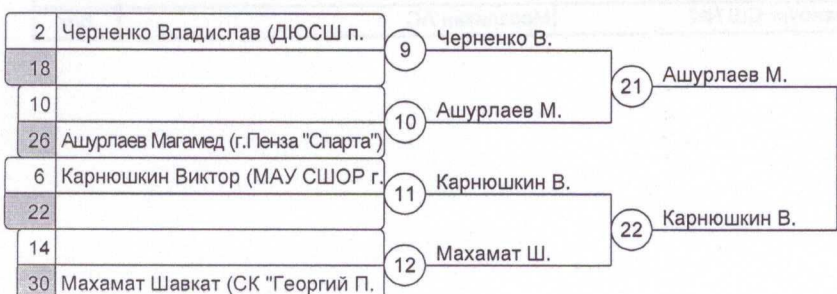 2 Черненко Владислав (ДЮСШ п.
18
10
26 Ашурлаев Магамед (г.Пенза "Спарта")
6 Карнюшкин Виктор (МАУ СШОР г.
22
14
30 Махамат Шавкат (СК "Георгий П.
9 Черненко В.
10 Ашурлаев М.
11 Карнюшкин В.
12 Махамат Ш.
21 Ашурлаев М.
22 Карнюшкин В.